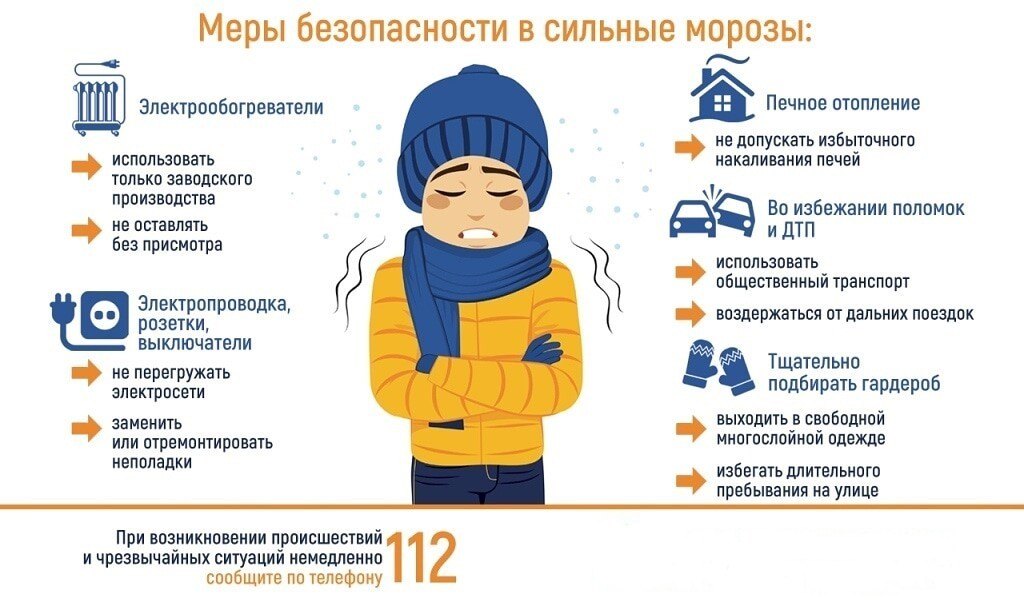 Меры безопасности в сильные морозы:
Электрообогреватели
использовать
только заводского
производства
не оставлять
без присмотра
Электропроводка,
розетки,
выключатели
не перегружать
электросети
заменить
или отремонтировать
неполадки
Печное отопление
не допускать избыточного
накаливания печей
Во избежании поломок
и ДТП
использовать
общественный транспорт
воздержаться от дальних поездок
Тщательно
подбирать гардероб
выходить в свободной
многослойной одежде
избегать длительного
пребывания на улице
При возникновении происшествий
и чрезвычайных ситуаций немедленно
сообщите по телефону
112